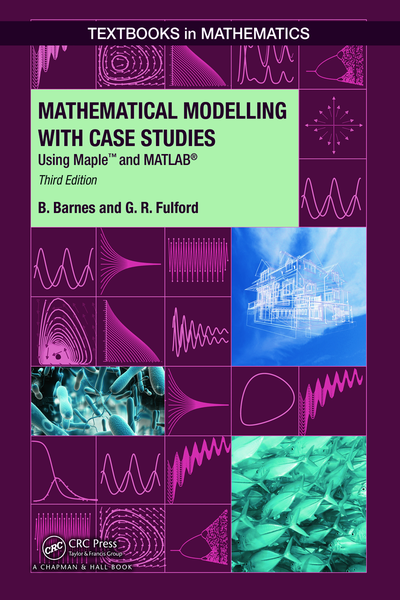 TEXTBOOKS in MATHEMATICS
MATHEMATICAL MODELLING
WITH CASE STUDIES
Using Maple™ and MATLAB®
Third Edition
B. Barnes and G. R. Fulford
CRC
CRC Press
Taylor & Francis Group
A CHAPMAN & HALL BOOK